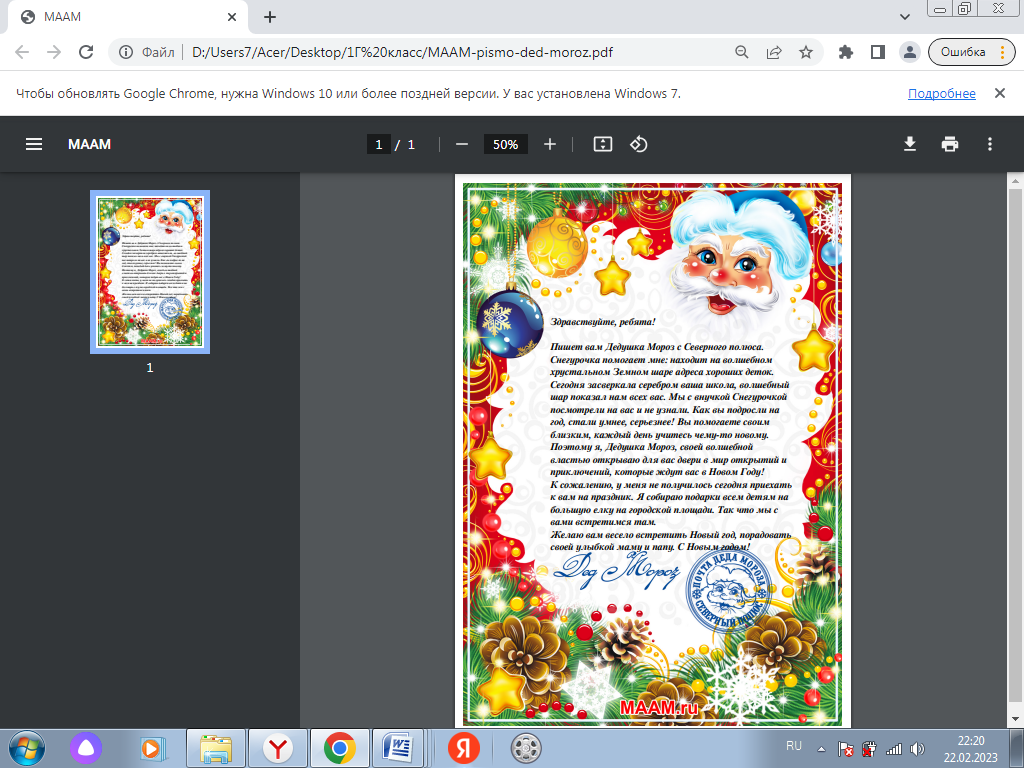 МААМ
Файл D:/Users7/Acer/Desktop/1Г%20класс/MAAM-pismo-ded-moroz.pdf Ошибка
Чтобы обновлять Google Chrome, нужна Windows 10 или более поздней версии. У вас установлена Windows 7. Подробнее
МААМ 1 / 1 50%
1
Здравствуйте, ребята!
Пишет вам Дедушка Мороз с Северного полюса.
Снегурочка помогает мне: находит на волшебном
хрустальном Земном шаре адреса хороших деток.
Сегодня засверкала серебром ваша школа, волшебный
шар показал нам всех вас. Мы с внучкой Снегурочкой
посмотрели на вас и не узнали. Как вы подросли на
год, стали умнее, серьезнее! Вы помогаете своим
близким, каждый день учитесь чему-то новому.
Поэтому я, Дедушка Мороз, своей волшебной
властью открываю для вас двери в мир открытий и
приключений, которые ждут вас в Новом Году!
К сожалению, у меня не получилось сегодня приехать
к вам на праздник. Я собираю подарки всем детям на
большую елку на городской площади. Так что мы с
вами встретимся там.
Желаю вам весело встретить Новый год, порадовать
своей улыбкой маму и папу. С Новым годом!
Дед Мороз
ПОЧТА ДЕДА МОРОЗА
СЕВЕРНЫЙ ПОЛЮС
MAAM.ru
RU
22:20
22.02.2023